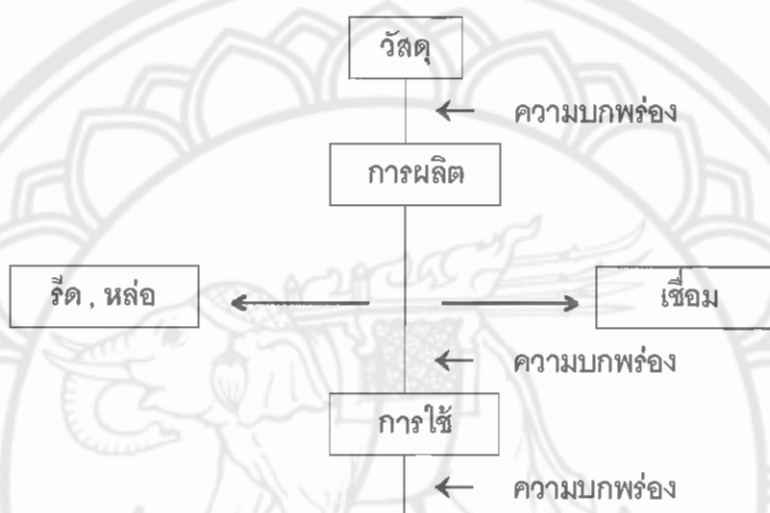 วัสดุ
ความบกพร่อง
การผลิต
รีด , หล่อ
เชื่อม
ความบกพร่อง
การใช้
ความบกพร่อง